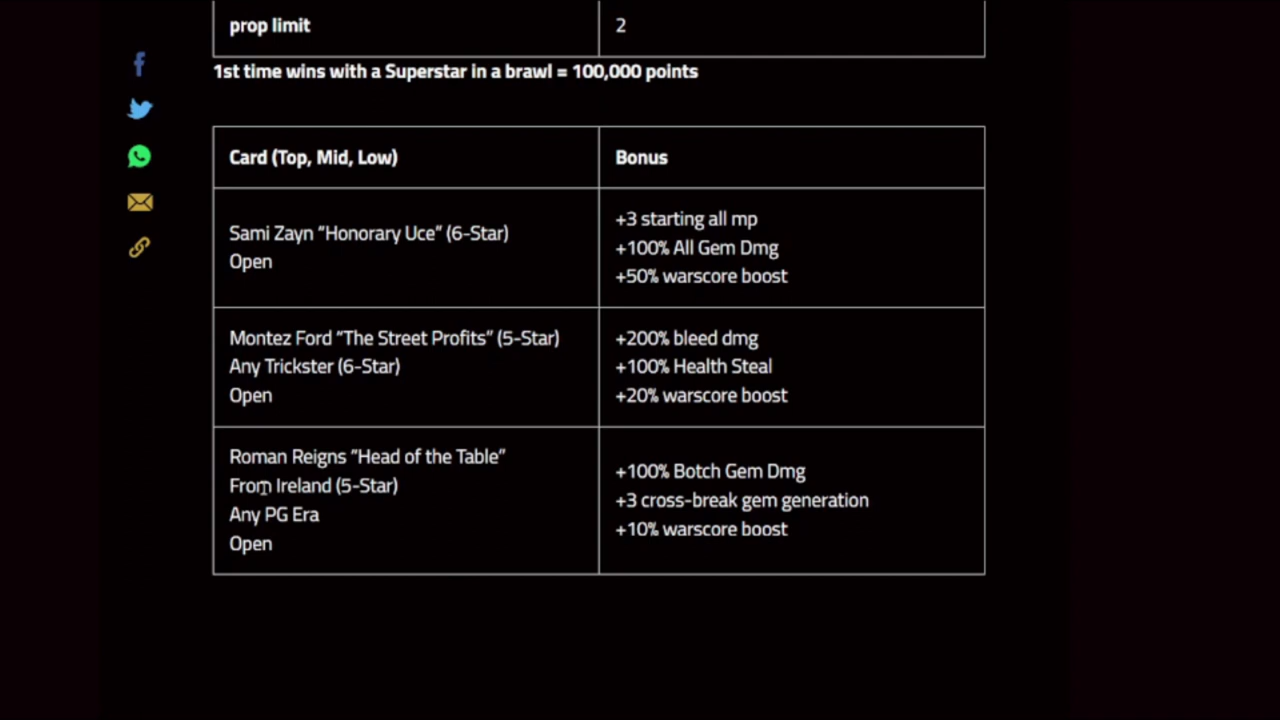 prop limit
2
1st time wins with a Superstar in a brawl = 100,000 points
Card (Top, Mid, Low)
Bonus
Sami Zayn “Honorary Uce” (6-Star)
Open
+3 starting all mp
+100% All Gem Dmg
+50% warscore boost
Montez Ford “The Street Profits” (5-Star)
Any Trickster (6-Star)
Open
+200% bleed dmg
+100% Health Steal
+20% warscore boost
Roman Reigns “Head of the Table”
From Ireland (5-Star)
Any PG Era
Open
+100% Botch Gem Dmg
+3 cross-break gem generation
+10% warscore boost